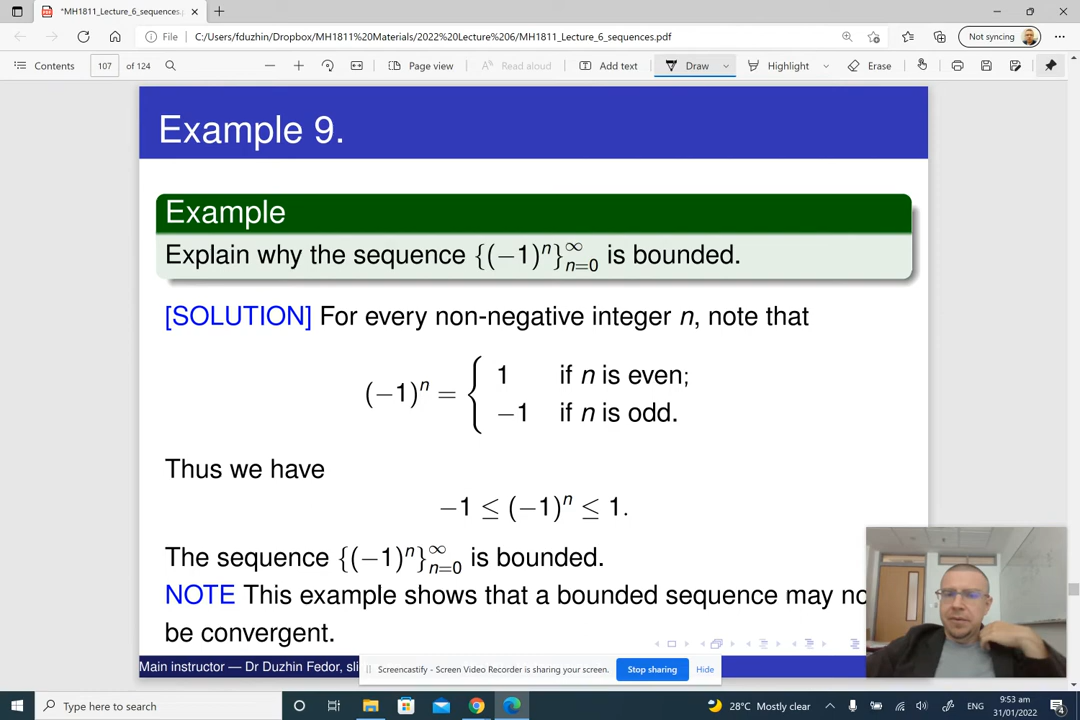 *MH1811_Lecture_6_sequences.p
File C:/Users/fduzhin/Dropbox/MH1811%20Materials/2022%20Lecture%206/MH1811_Lecture_6_sequences.pdf Not syncing
Contents 107 of 124 Page view Read aloud Add text Draw Highlight Erase
Example 9.
Example
Explain why the sequence {(−1)ⁿ}∞n=0 is bounded.
[SOLUTION] For every non-negative integer n, note that
(−1)ⁿ = { 1 if n is even;
−1 if n is odd.
Thus we have
−1 ≤ (−1)ⁿ ≤ 1.
The sequence {(−1)ⁿ}∞n=0 is bounded.
NOTE This example shows that a bounded sequence may no
be convergent.
Main instructor — Dr Duzhin Fedor, sli
Screencastify - Screen Video Recorder is sharing your screen. Stop sharing Hide
Type here to search 28°C Mostly clear ENG 9:53 am
31/01/2022 4